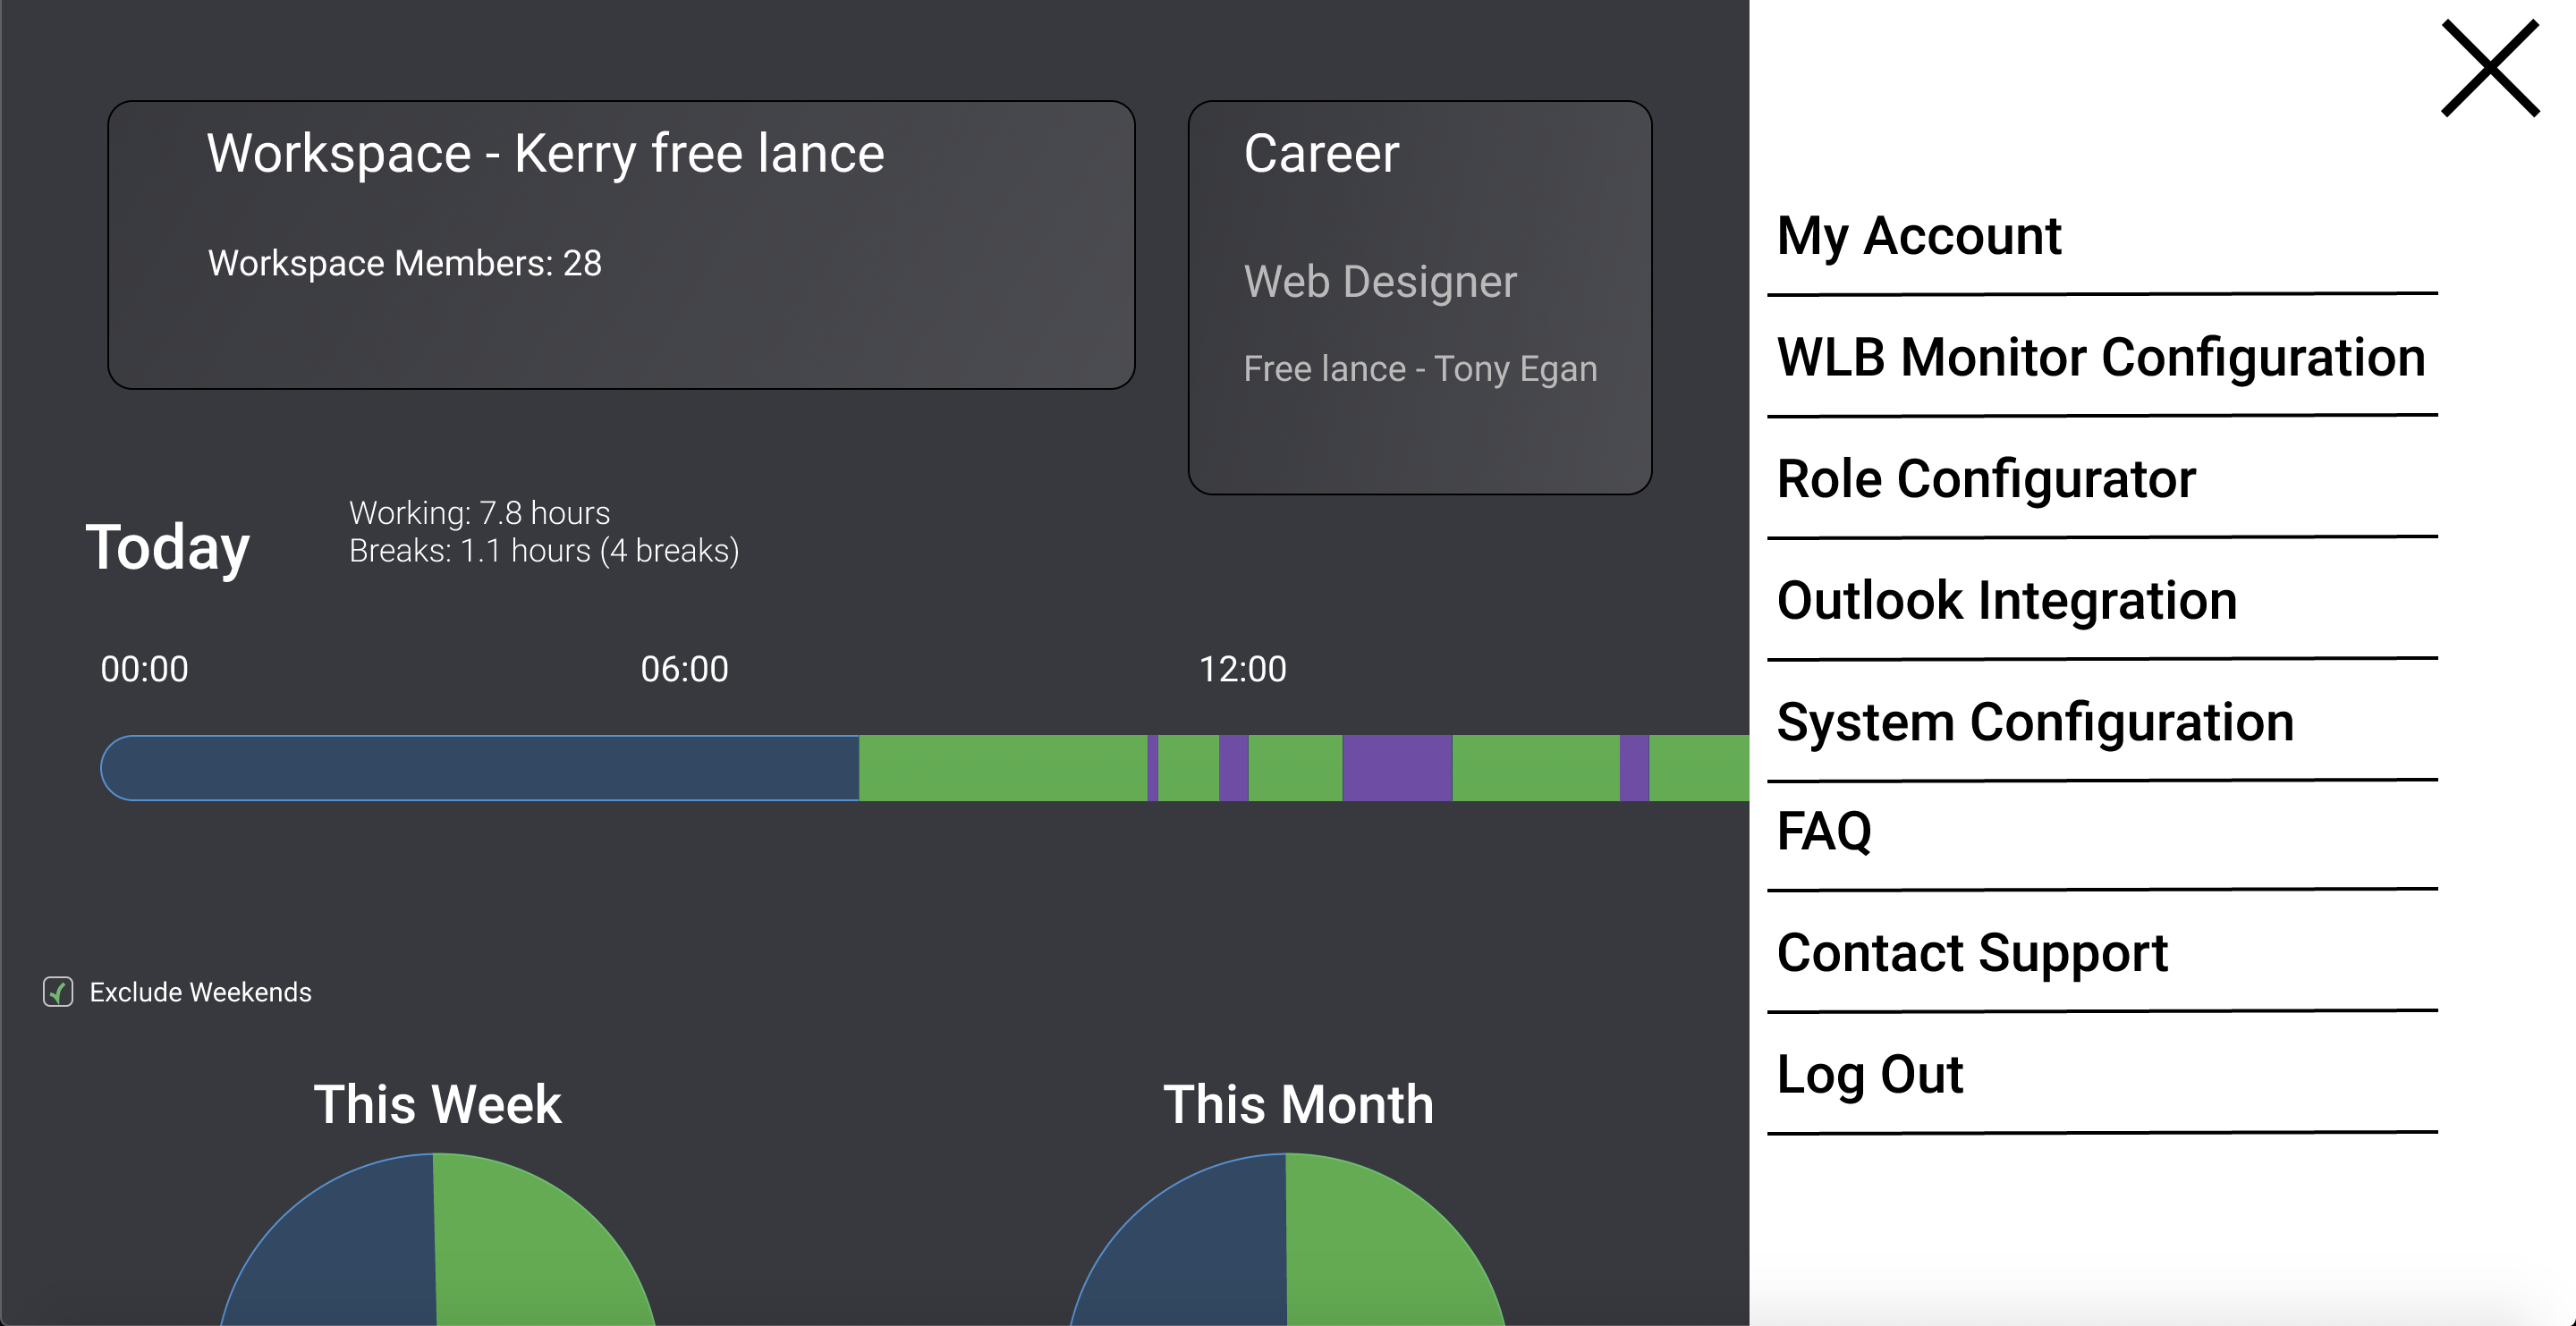 Workspace - Kerry free lance
Workspace Members: 28
Career
Web Designer
Free lance - Tony Egan
Today
Working: 7.8 hours
Breaks: 1.1 hours (4 breaks)
00:00
06:00
12:00
Exclude Weekends
This Week
This Month
My Account
WLB Monitor Configuration
Role Configurator
Outlook Integration
System Configuration
FAQ
Contact Support
Log Out